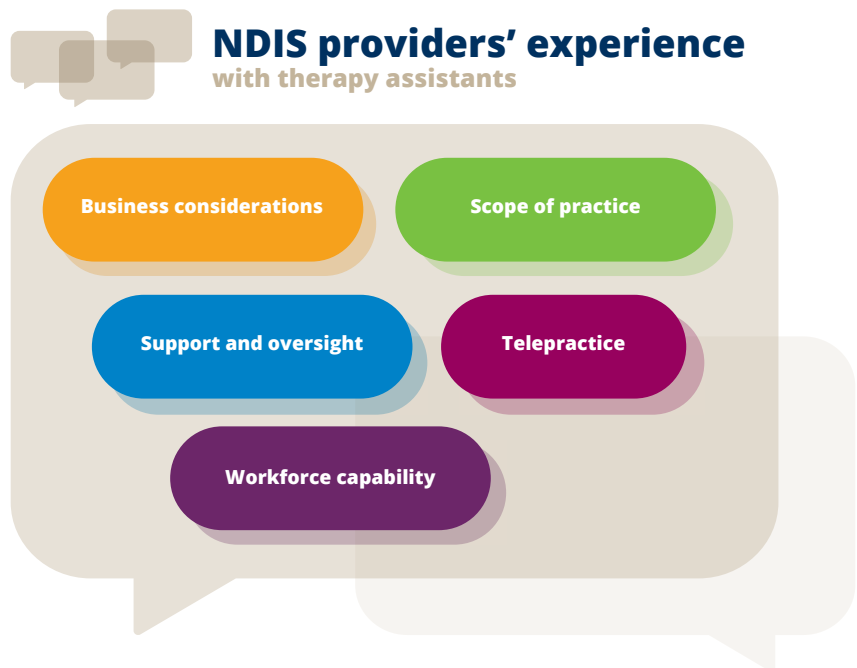 NDIS providers’ experience
with therapy assistants
Business considerations
Scope of practice
Support and oversight
Telepractice
Workforce capability